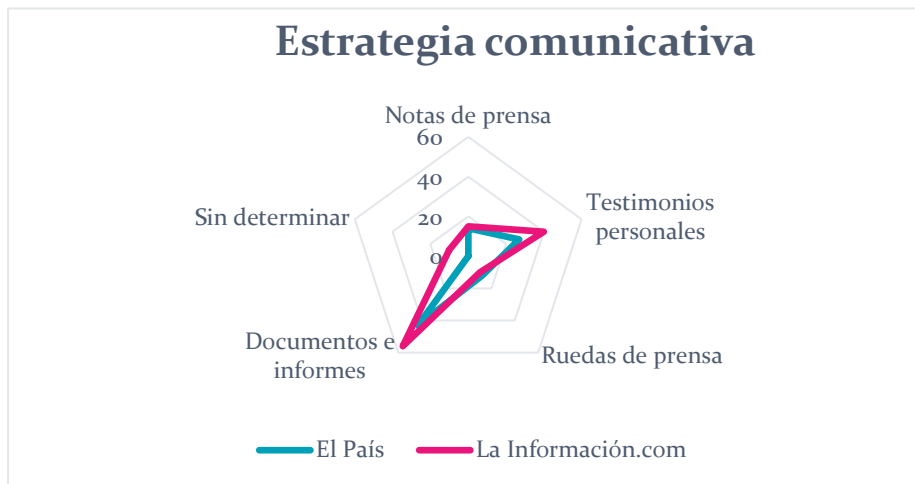 Estrategia comunicativa
Notas de prensa
60
40
20
0
Testimonios
personales
Sin determinar
Documentos e
informes
Ruedas de prensa
El País
La Información.com